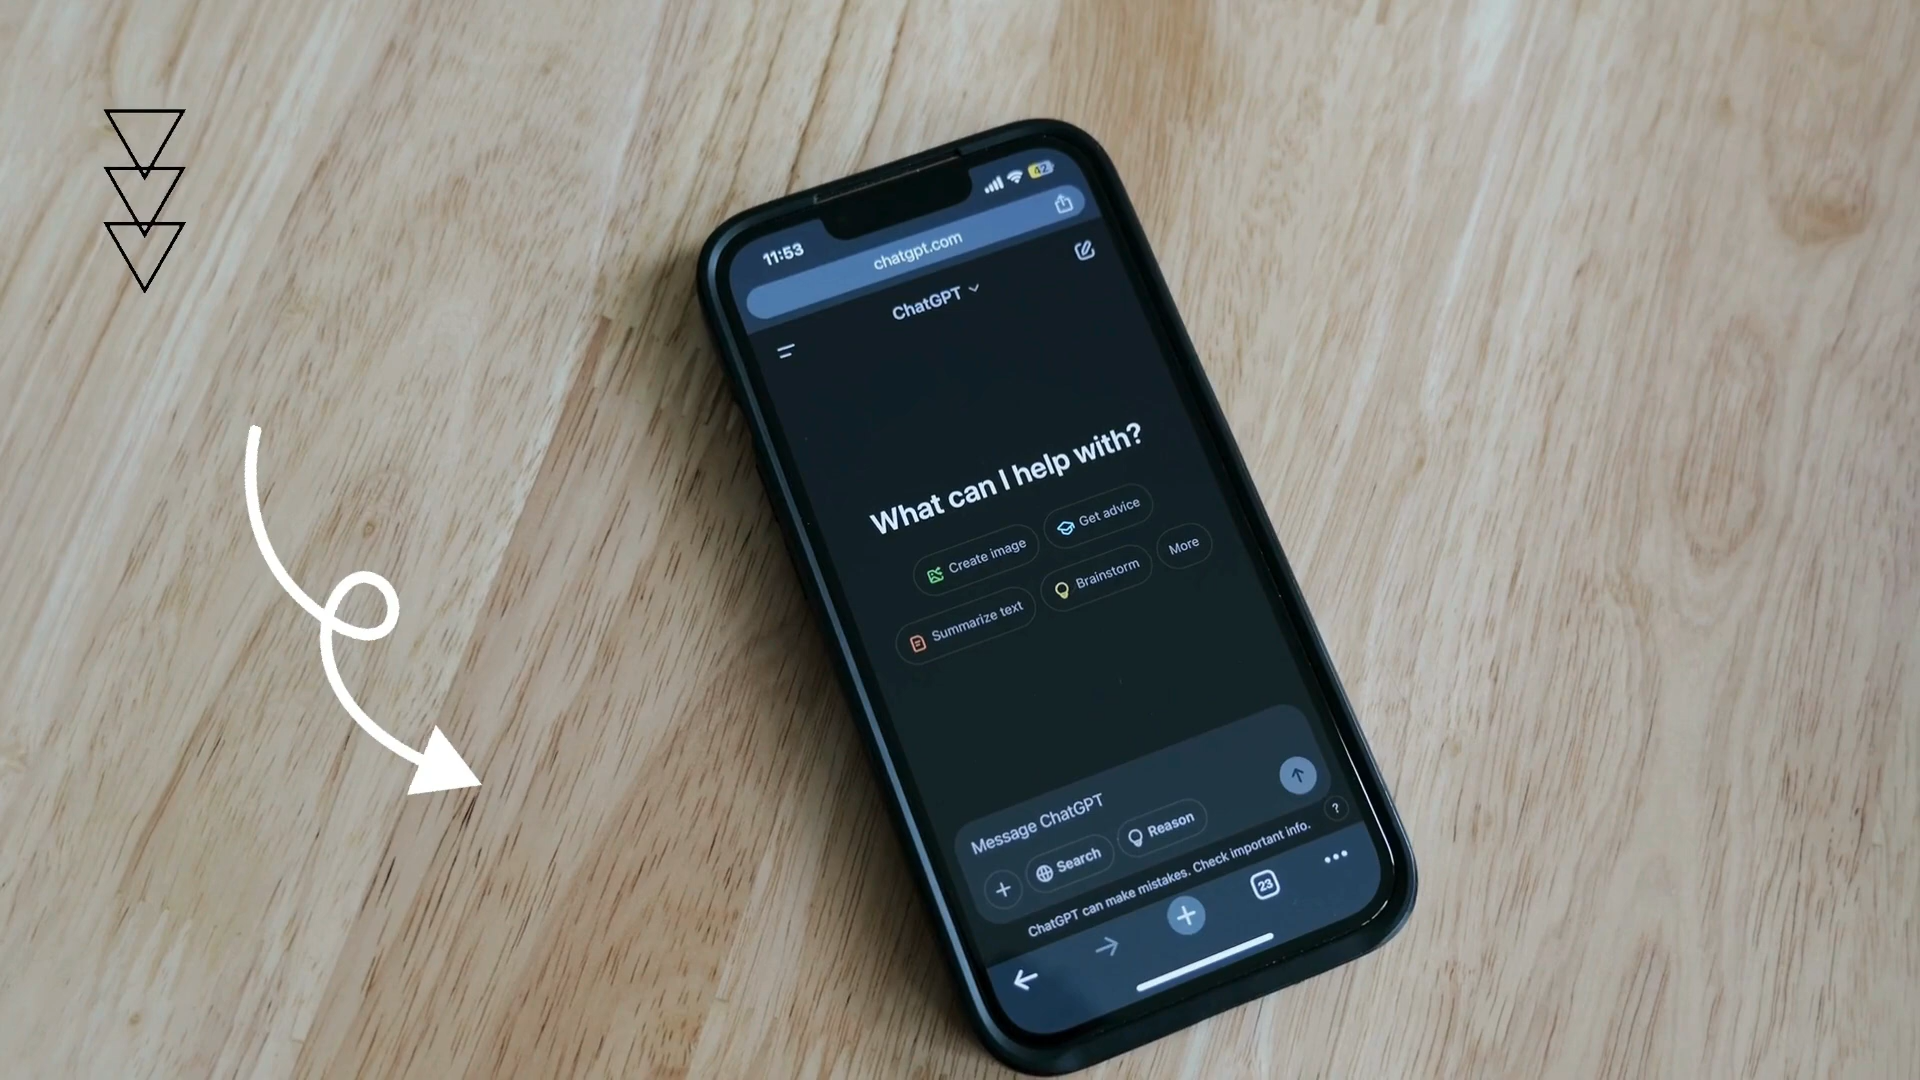 11:53
42
chatgpt.com
ChatGPT
What can I help with?
Create image
Get advice
Summarize text
Brainstorm
More
Message ChatGPT
Search
Reason
?
ChatGPT can make mistakes. Check important info.
23